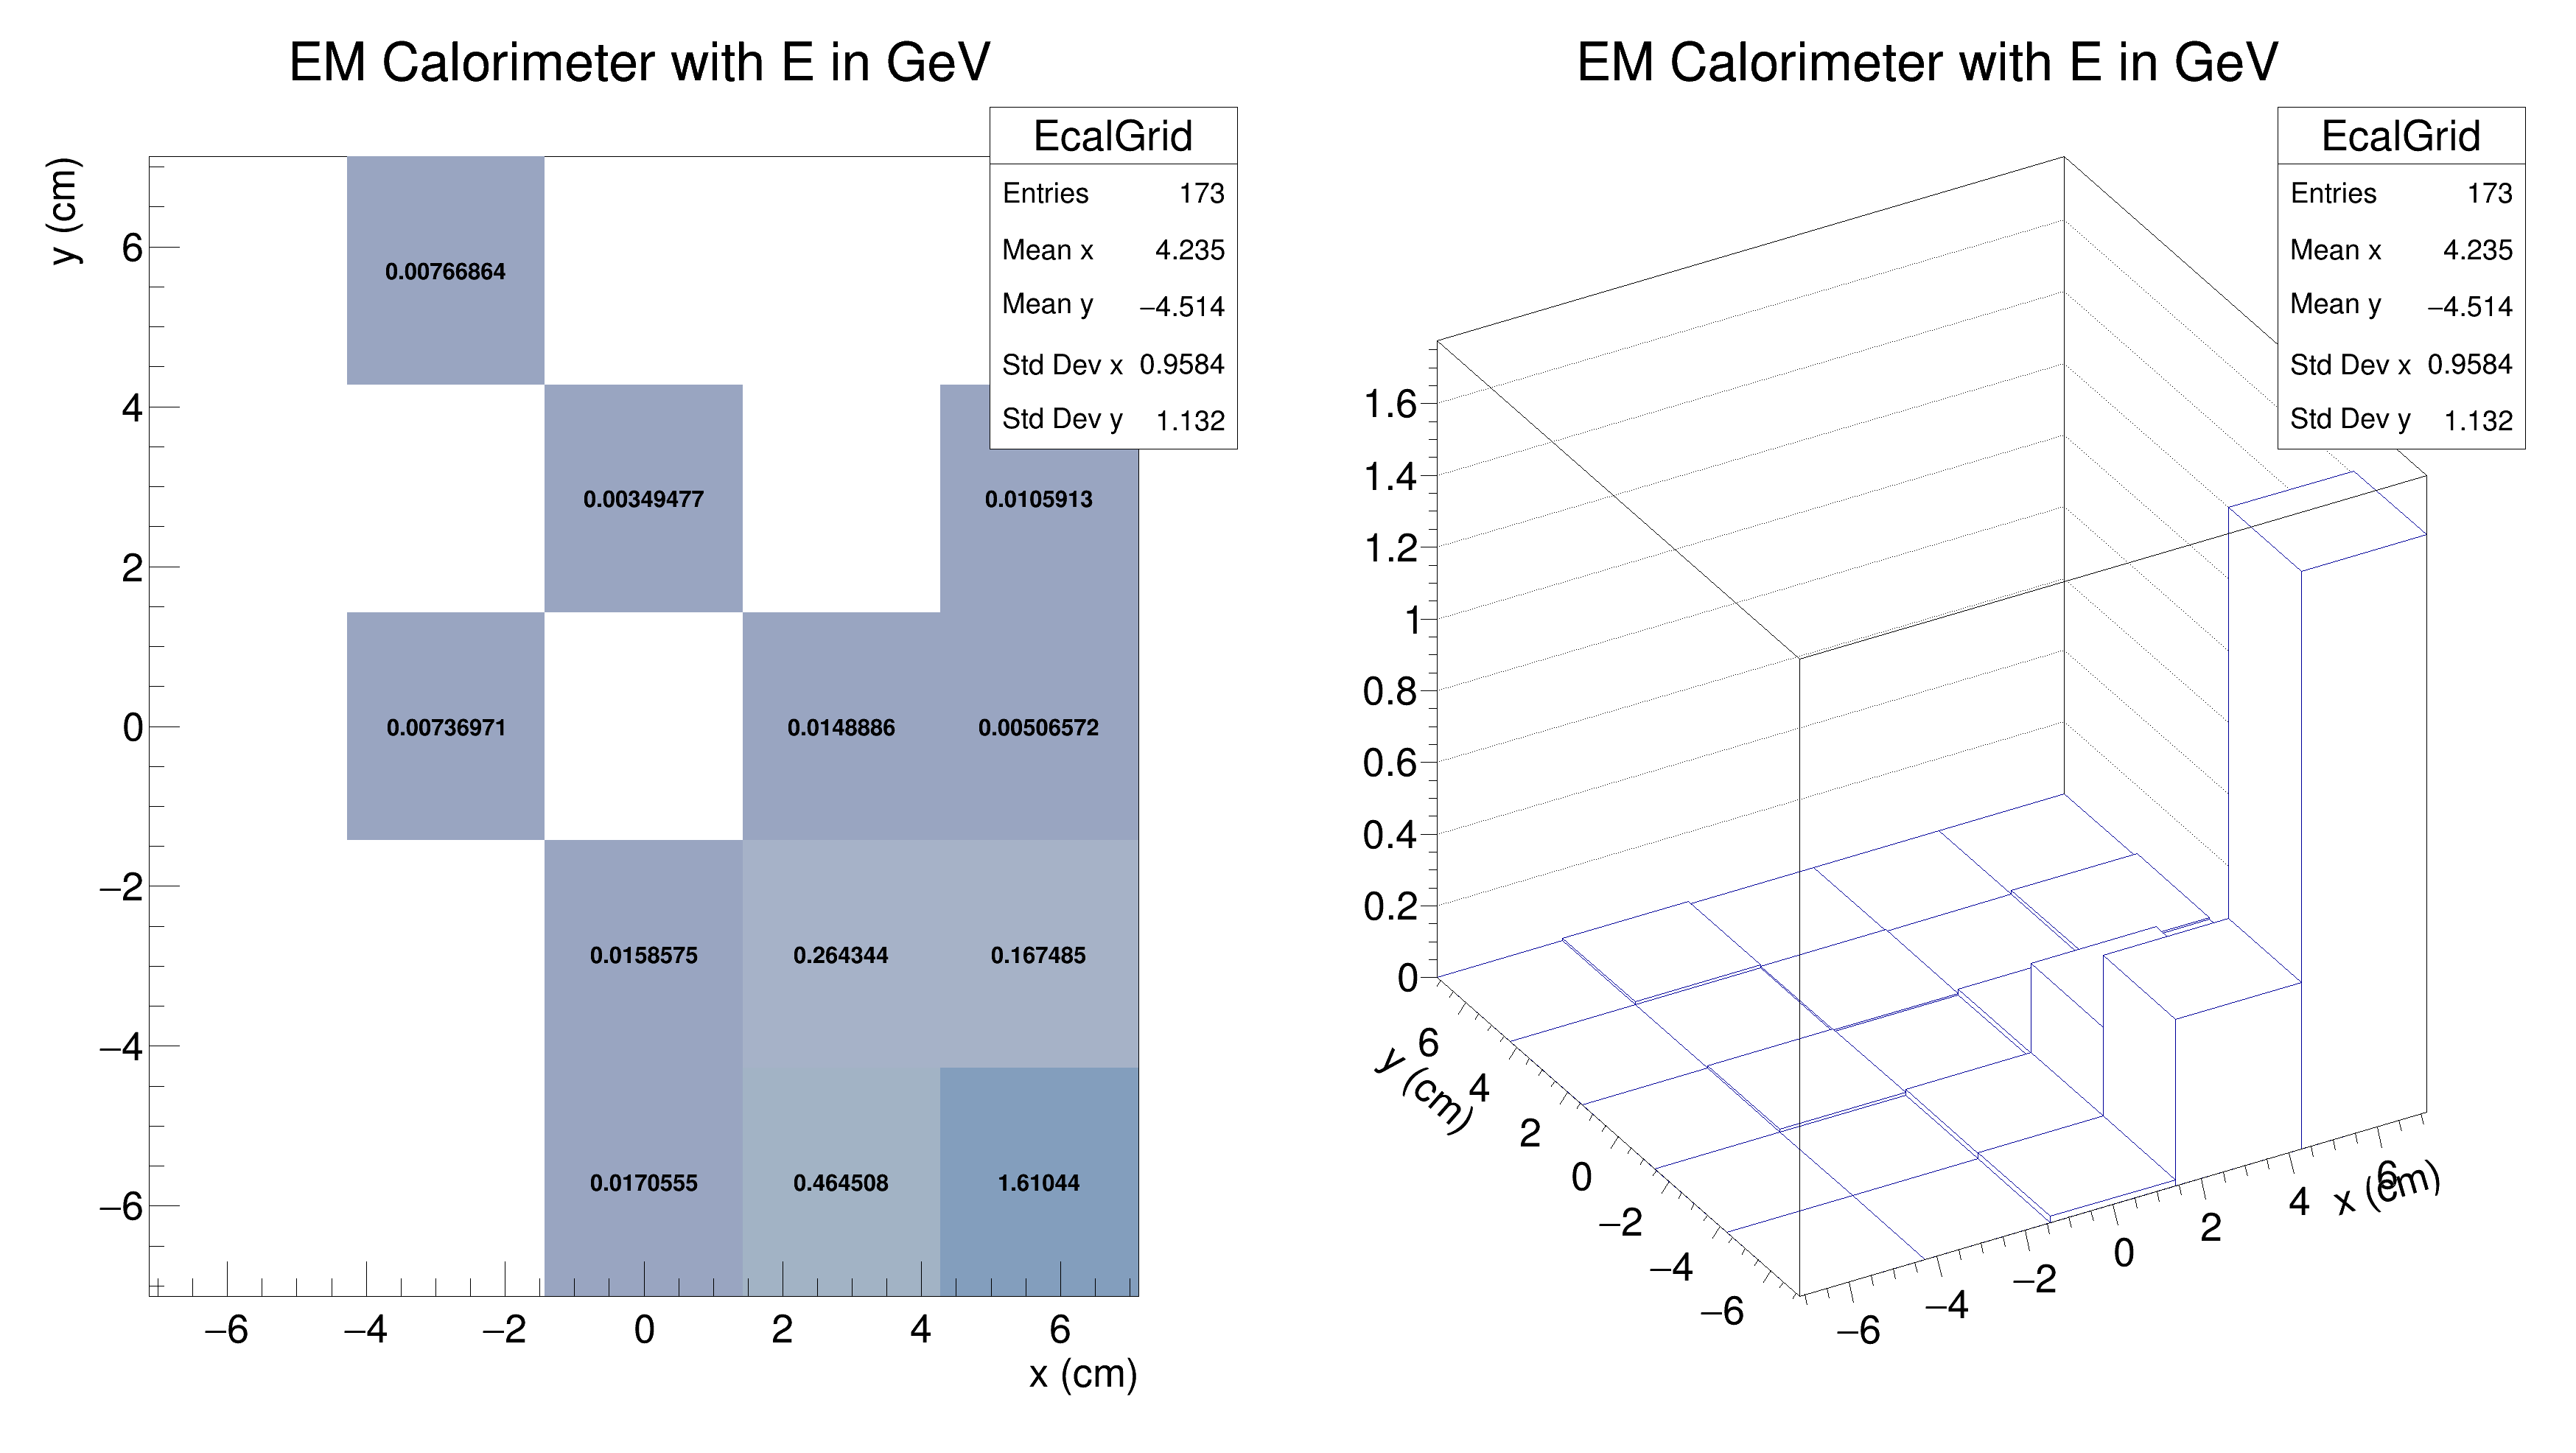 EM Calorimeter with E in GeV
EcalGrid
Entries 173
Mean x 4.235
Mean y −4.514
Std Dev x 0.9584
Std Dev y 1.132
y (cm)
6
4
2
0
−2
−4
−6
0.00766864
0.00349477
0.0105913
0.00736971
0.0148886
0.00506572
0.0158575
0.264344
0.167485
0.0170555
0.464508
1.61044
−6
−4
−2
0
2
4
6
x (cm)
EM Calorimeter with E in GeV
EcalGrid
Entries 173
Mean x 4.235
Mean y −4.514
Std Dev x 0.9584
Std Dev y 1.132
1.6
1.4
1.2
1
0.8
0.6
0.4
0.2
0
y (cm)
6
4
2
0
−2
−4
−6
−6
−4
−2
0
2
4
6
x (cm)